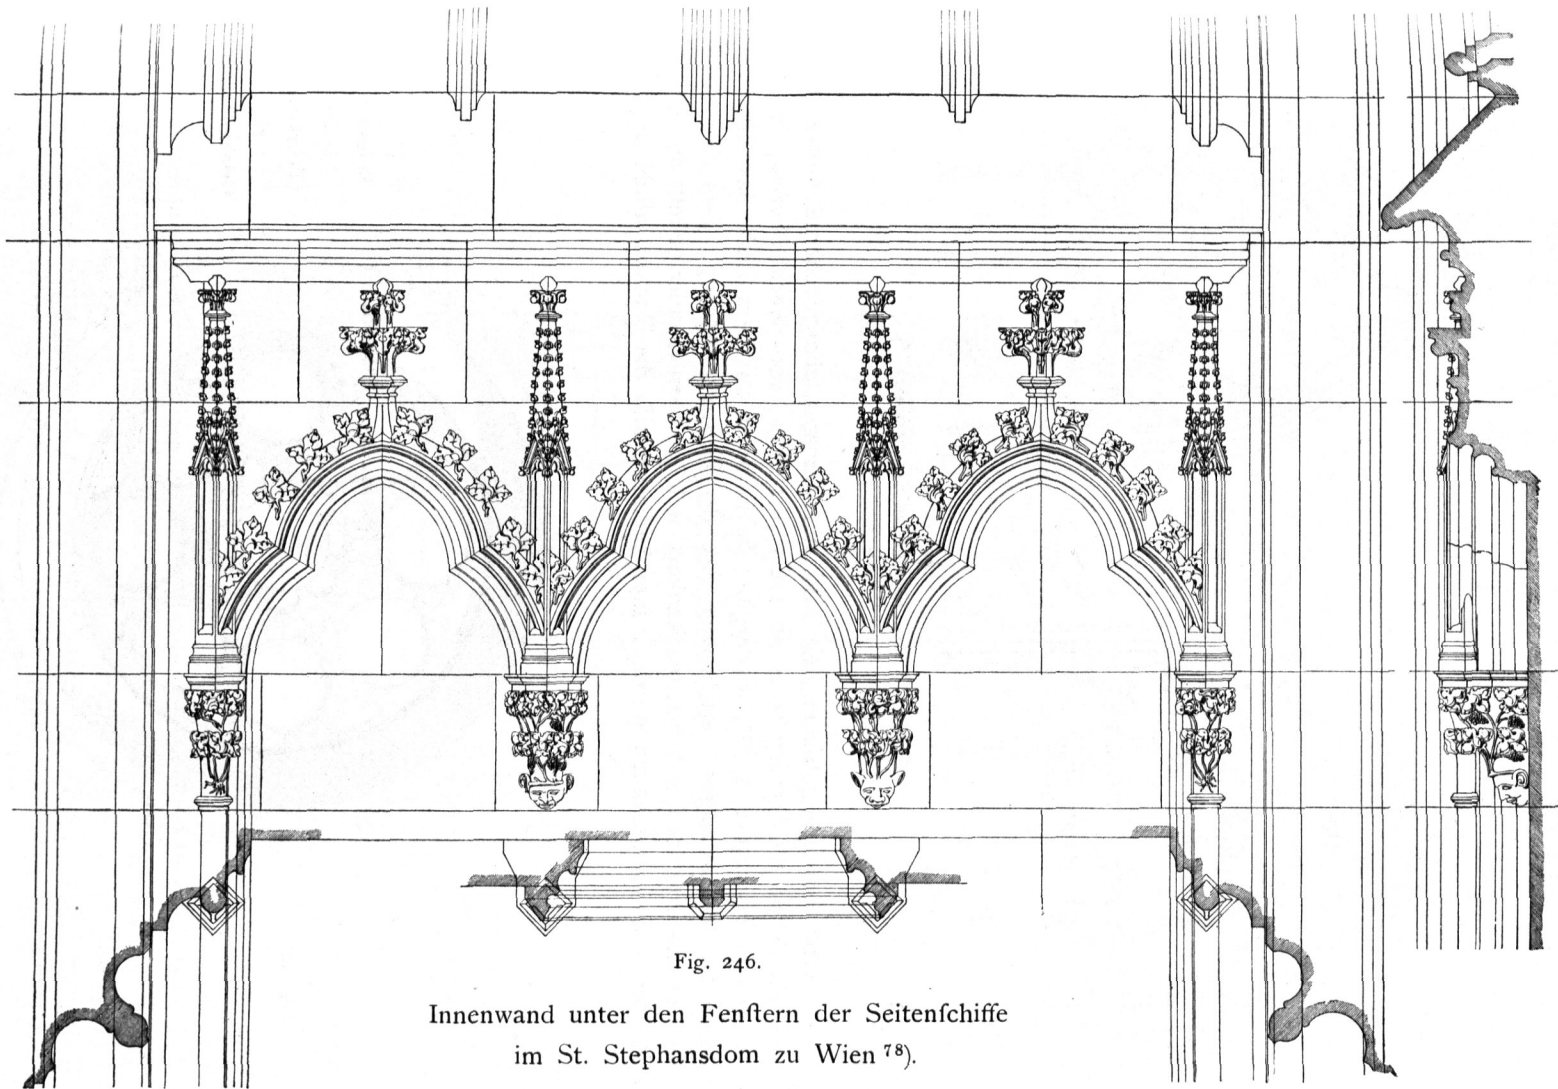 Fig. 246.
Innenwand unter den Fenſtern der Seitenſchiffe
im St. Stephansdom zu Wien ⁷⁸).